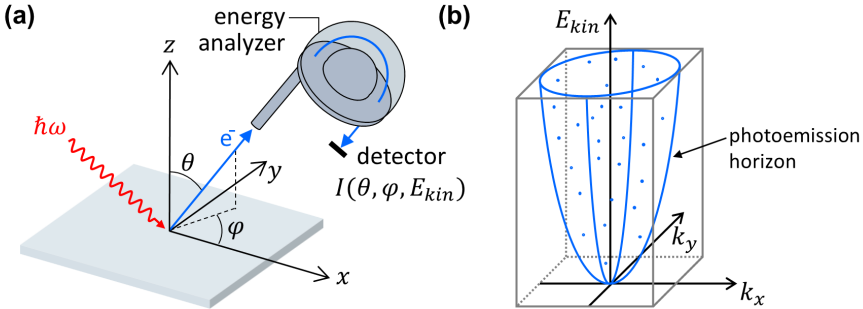 (a)
energy
analyzer
z
ħω
e⁻
θ
y
φ
x
detector
I(θ, φ, E_kin)
(b)
E_kin
photoemission
horizon
k_y
k_x